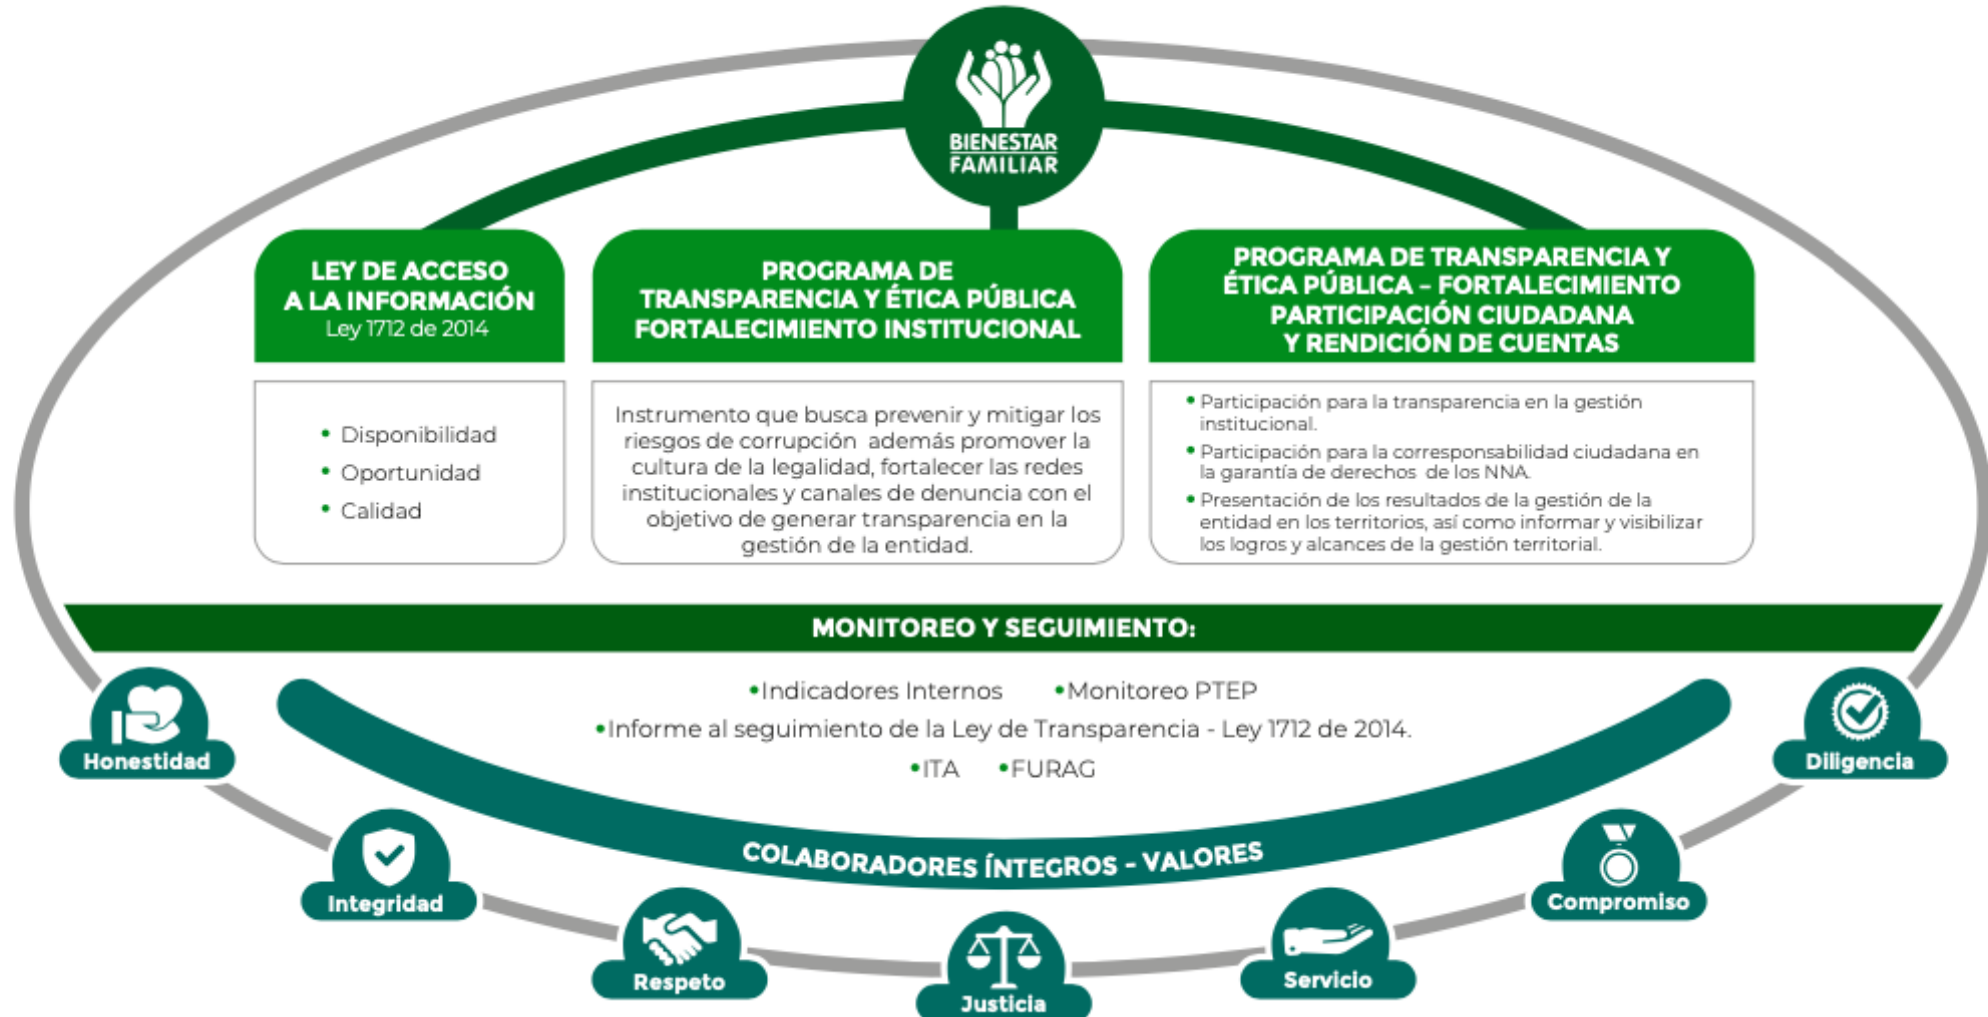 BIENESTAR
FAMILIAR
LEY DE ACCESO
A LA INFORMACIÓN
Ley 1712 de 2014
• Disponibilidad
• Oportunidad
• Calidad
PROGRAMA DE
TRANSPARENCIA Y ÉTICA PÚBLICA
FORTALECIMIENTO INSTITUCIONAL
Instrumento que busca prevenir y mitigar los
riesgos de corrupción además promover la
cultura de la legalidad, fortalecer las redes
institucionales y canales de denuncia con el
objetivo de generar transparencia en la
gestión de la entidad.
PROGRAMA DE TRANSPARENCIA Y
ÉTICA PÚBLICA – FORTALECIMIENTO
PARTICIPACIÓN CIUDADANA
Y RENDICIÓN DE CUENTAS
• Participación para la transparencia en la gestión
institucional.
• Participación para la corresponsabilidad ciudadana en
la garantía de derechos de los NNA.
• Presentación de los resultados de la gestión de la
entidad en los territorios, así como informar y visibilizar
los logros y alcances de la gestión territorial.
MONITOREO Y SEGUIMIENTO:
•Indicadores Internos •Monitoreo PTEP
•Informe al seguimiento de la Ley de Transparencia - Ley 1712 de 2014.
•ITA •FURAG
COLABORADORES ÍNTEGROS - VALORES
Honestidad
Integridad
Respeto
Justicia
Servicio
Compromiso
Diligencia